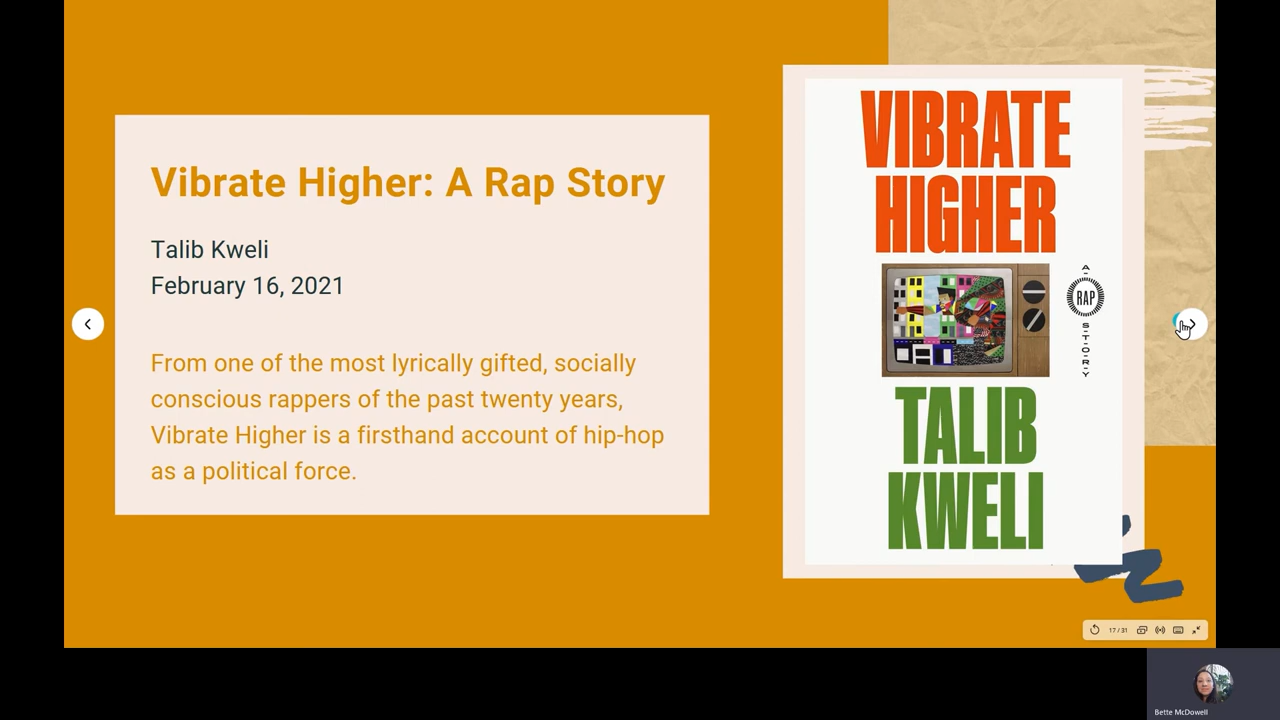 Vibrate Higher: A Rap Story
Talib Kweli
February 16, 2021
From one of the most lyrically gifted, socially
conscious rappers of the past twenty years,
Vibrate Higher is a firsthand account of hip-hop
as a political force.
VIBRATE
HIGHER
A
RAP
S-T-O-R-Y
TALIB
KWELI
17 / 31
Bette McDowell